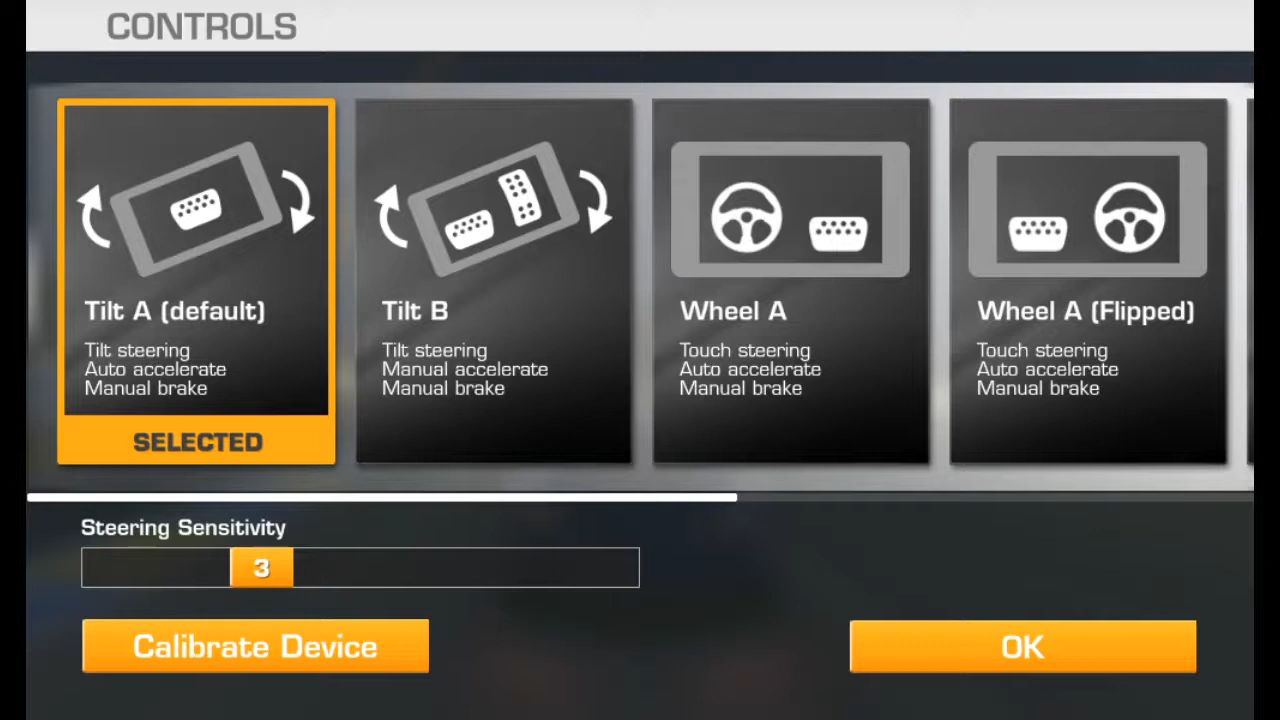 CONTROLS
Tilt A (default)
Tilt steering
Auto accelerate
Manual brake
SELECTED
Tilt B
Tilt steering
Manual accelerate
Manual brake
Wheel A
Touch steering
Auto accelerate
Manual brake
Wheel A (Flipped)
Touch steering
Auto accelerate
Manual brake
Steering Sensitivity
3
Calibrate Device
OK